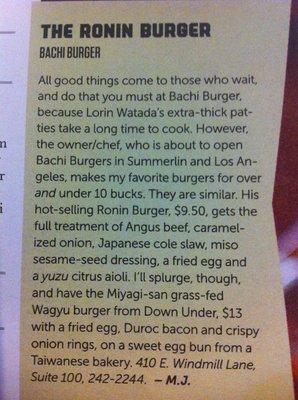 THE RONIN BURGER
BACHI BURGER
All good things come to those who wait,
and do that you must at Bachi Burger,
because Lorin Watada's extra-thick pat-
ties take a long time to cook. However,
the owner/chef, who is about to open
Bachi Burgers in Summerlin and Los An-
geles, makes my favorite burgers for over
and under 10 bucks. They are similar. His
hot-selling Ronin Burger, $9.50, gets the
full treatment of Angus beef, caramel-
ized onion, Japanese cole slaw, miso
sesame-seed dressing, a fried egg and
a yuzu citrus aioli. I'll splurge, though,
and have the Miyagi-san grass-fed
Wagyu burger from Down Under, $13
with a fried egg, Duroc bacon and crispy
onion rings, on a sweet egg bun from a
Taiwanese bakery. 410 E. Windmill Lane,
Suite 100, 242-2244. – M.J.